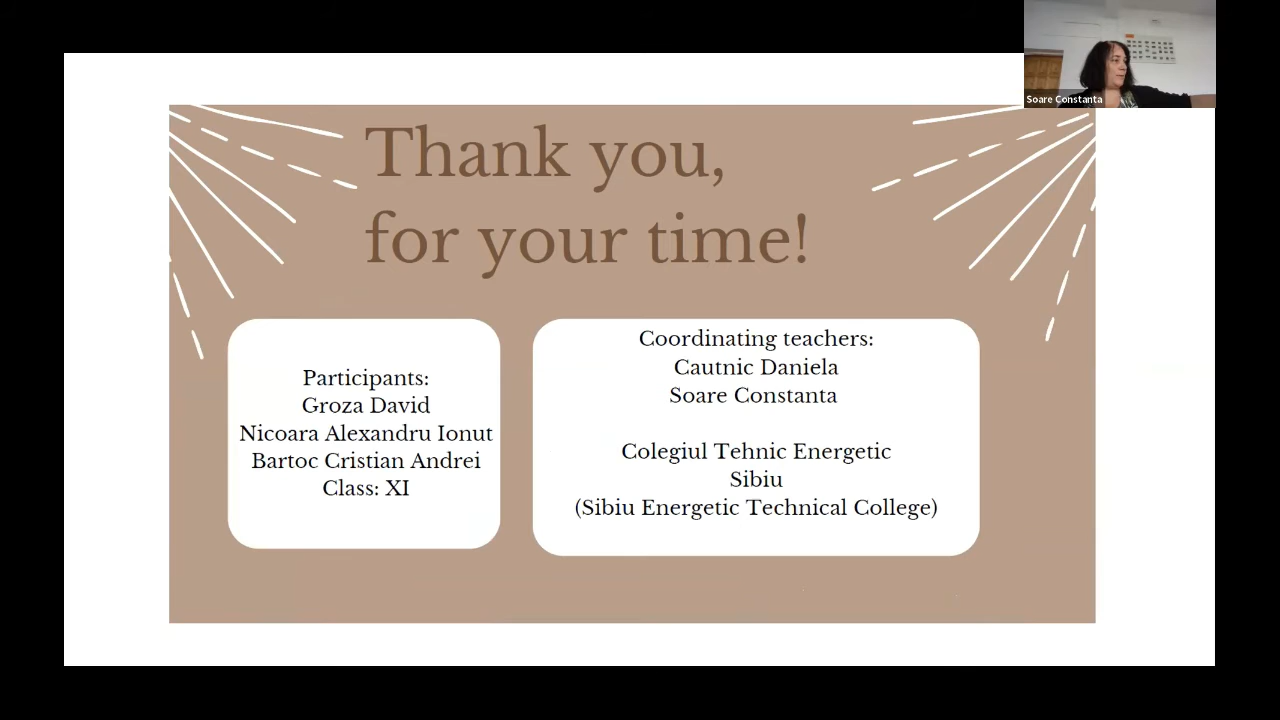 Soare Constanta
Thank you,
for your time!
Participants:
Groza David
Nicoara Alexandru Ionut
Bartoc Cristian Andrei
Class: XI
Coordinating teachers:
Cautnic Daniela
Soare Constanta
Colegiul Tehnic Energetic
Sibiu
(Sibiu Energetic Technical College)